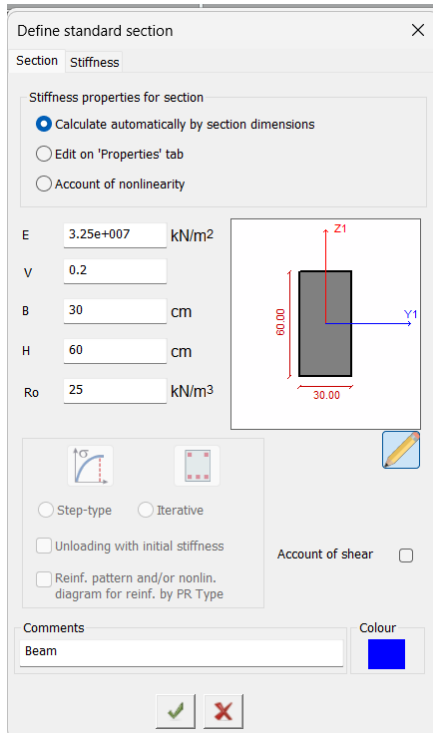 Define standard section
Section Stiffness
Stiffness properties for section
Calculate automatically by section dimensions
Edit on 'Properties' tab
Account of nonlinearity
E 3.25e+007 kN/m2
V 0.2
B 30 cm
H 60 cm
Ro 25 kN/m3
Z1
Y1
60.00
30.00
σ
Step-type Iterative
Unloading with initial stiffness
Account of shear
Reinf. pattern and/or nonlin.
diagram for reinf. by PR Type
Comments
Beam
Colour